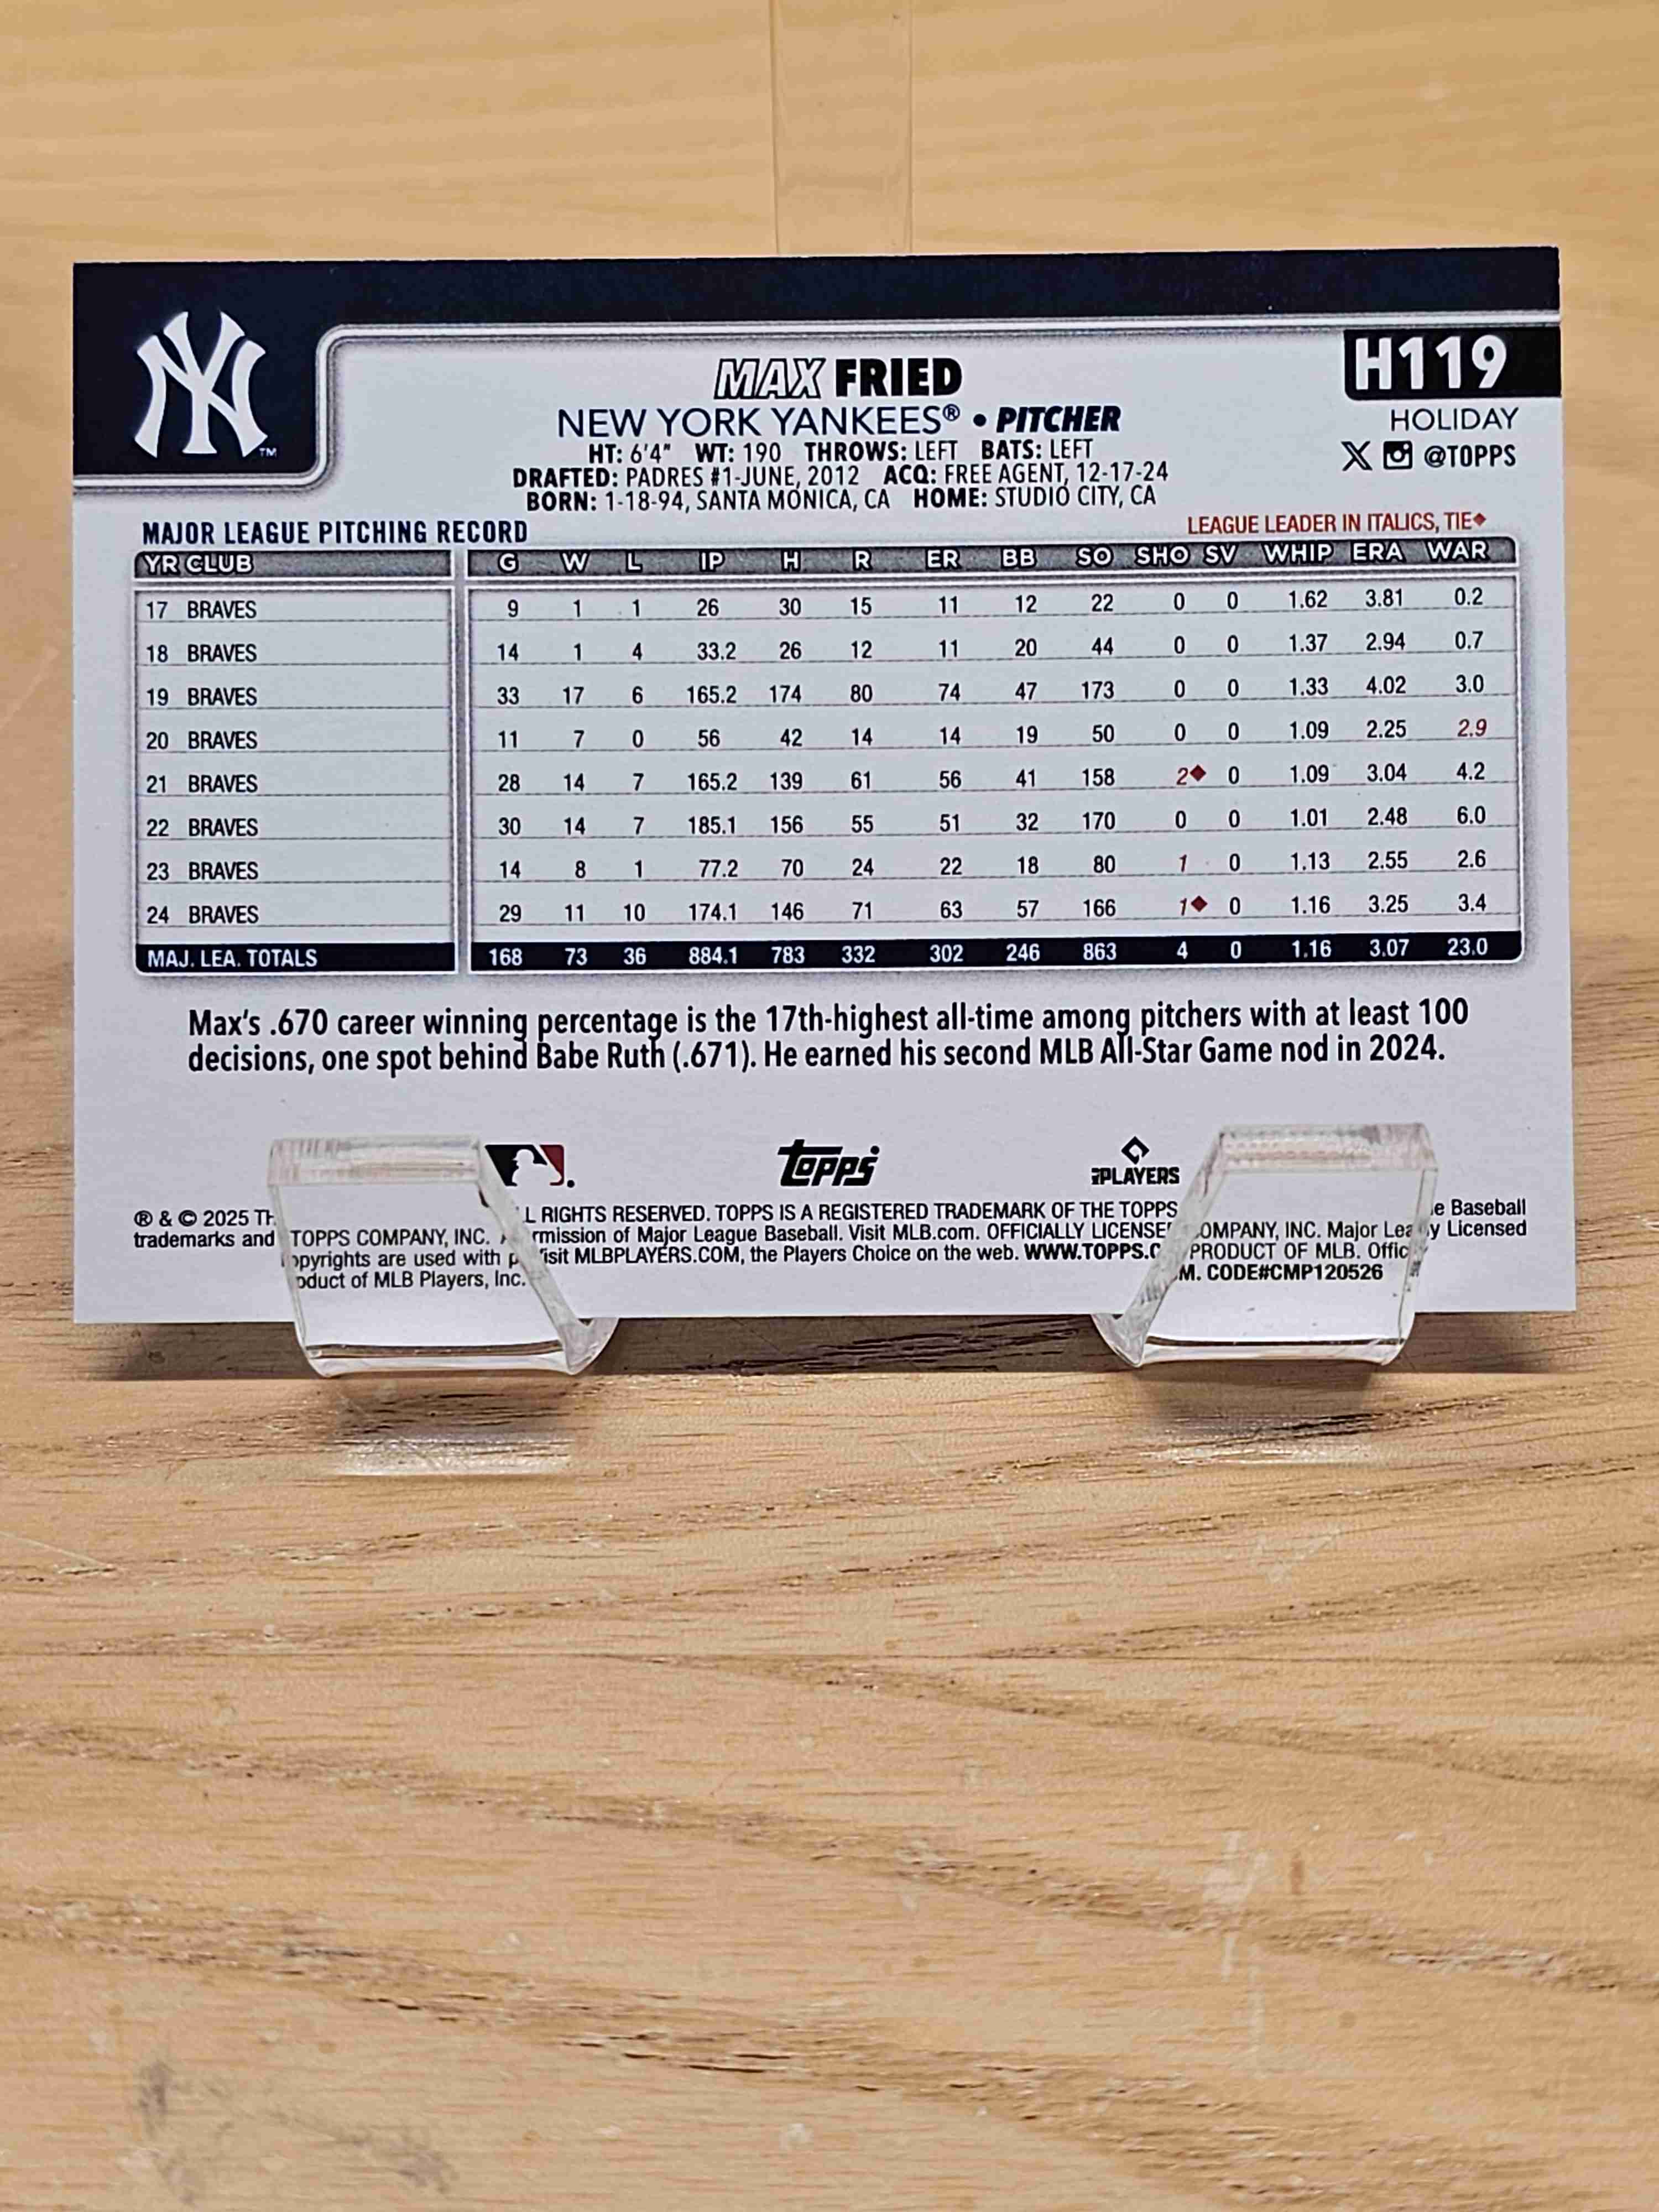 NY ™
H119
MAX FRIED
NEW YORK YANKEES® • PITCHER
HOLIDAY
HT: 6'4" WT: 190 THROWS: LEFT BATS: LEFT
X @TOPPS
DRAFTED: PADRES #1-JUNE, 2012 ACQ: FREE AGENT, 12-17-24
BORN: 1-18-94, SANTA MONICA, CA HOME: STUDIO CITY, CA
MAJOR LEAGUE PITCHING RECORD LEAGUE LEADER IN ITALICS, TIE♦
YR CLUB G W L IP H R ER BB SO SHO SV WHIP ERA WAR
17 BRAVES 9 1 1 26 30 15 11 12 22 0 0 1.62 3.81 0.2
18 BRAVES 14 1 4 33.2 26 12 11 20 44 0 0 1.37 2.94 0.7
19 BRAVES 33 17 6 165.2 174 80 74 47 173 0 0 1.33 4.02 3.0
20 BRAVES 11 7 0 56 42 14 14 19 50 0 0 1.09 2.25 2.9
21 BRAVES 28 14 7 165.2 139 61 56 41 158 2♦ 0 1.09 3.04 4.2
22 BRAVES 30 14 7 185.1 156 55 51 32 170 0 0 1.01 2.48 6.0
23 BRAVES 14 8 1 77.2 70 24 22 18 80 1 0 1.13 2.55 2.6
24 BRAVES 29 11 10 174.1 146 71 63 57 166 1♦ 0 1.16 3.25 3.4
MAJ. LEA. TOTALS 168 73 36 884.1 783 332 302 246 863 4 0 1.16 3.07 23.0
Max's .670 career winning percentage is the 17th-highest all-time among pitchers with at least 100
decisions, one spot behind Babe Ruth (.671). He earned his second MLB All-Star Game nod in 2024.
topps
PLAYERS
® & © 2025 TOPPS COMPANY, INC. RIGHTS RESERVED. TOPPS IS A REGISTERED TRADEMARK OF THE TOPPS COMPANY, INC. Major Baseball
trademarks and copyrights are used with permission of Major League Baseball. Visit MLB.com. OFFICIALLY PRODUCT OF MLB. Licensed
product of MLB Players, Inc. Visit MLBPLAYERS.COM, the Players Choice on the web. CODE#CMP120526